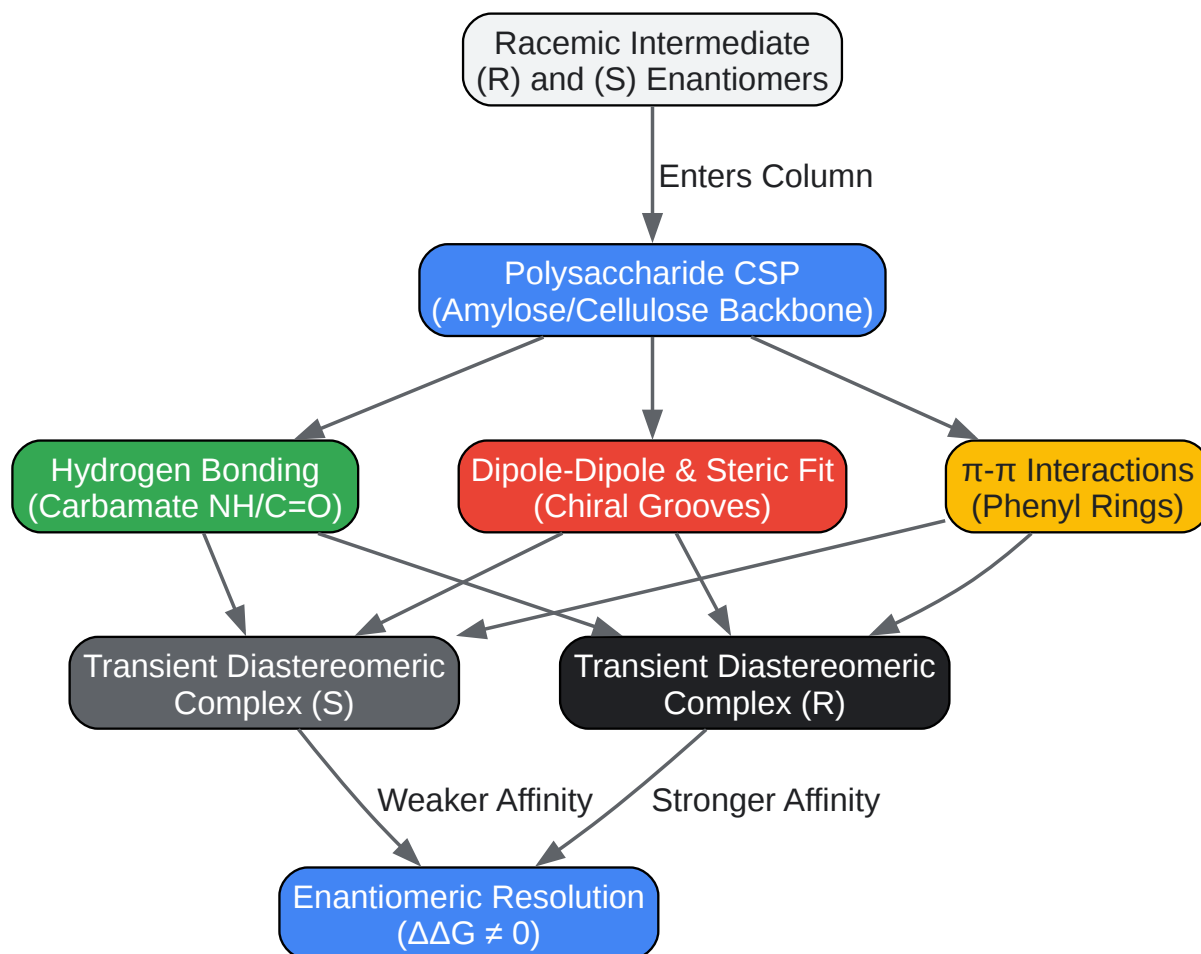 Racemic Intermediate
(R) and (S) Enantiomers
Enters Column
Polysaccharide CSP
(Amylose/Cellulose Backbone)
Hydrogen Bonding
(Carbamate NH/C=O)
Dipole-Dipole & Steric Fit
(Chiral Grooves)
π-π Interactions
(Phenyl Rings)
Transient Diastereomeric
Complex (S)
Transient Diastereomeric
Complex (R)
Weaker Affinity
Stronger Affinity
Enantiomeric Resolution
(ΔΔG ≠ 0)